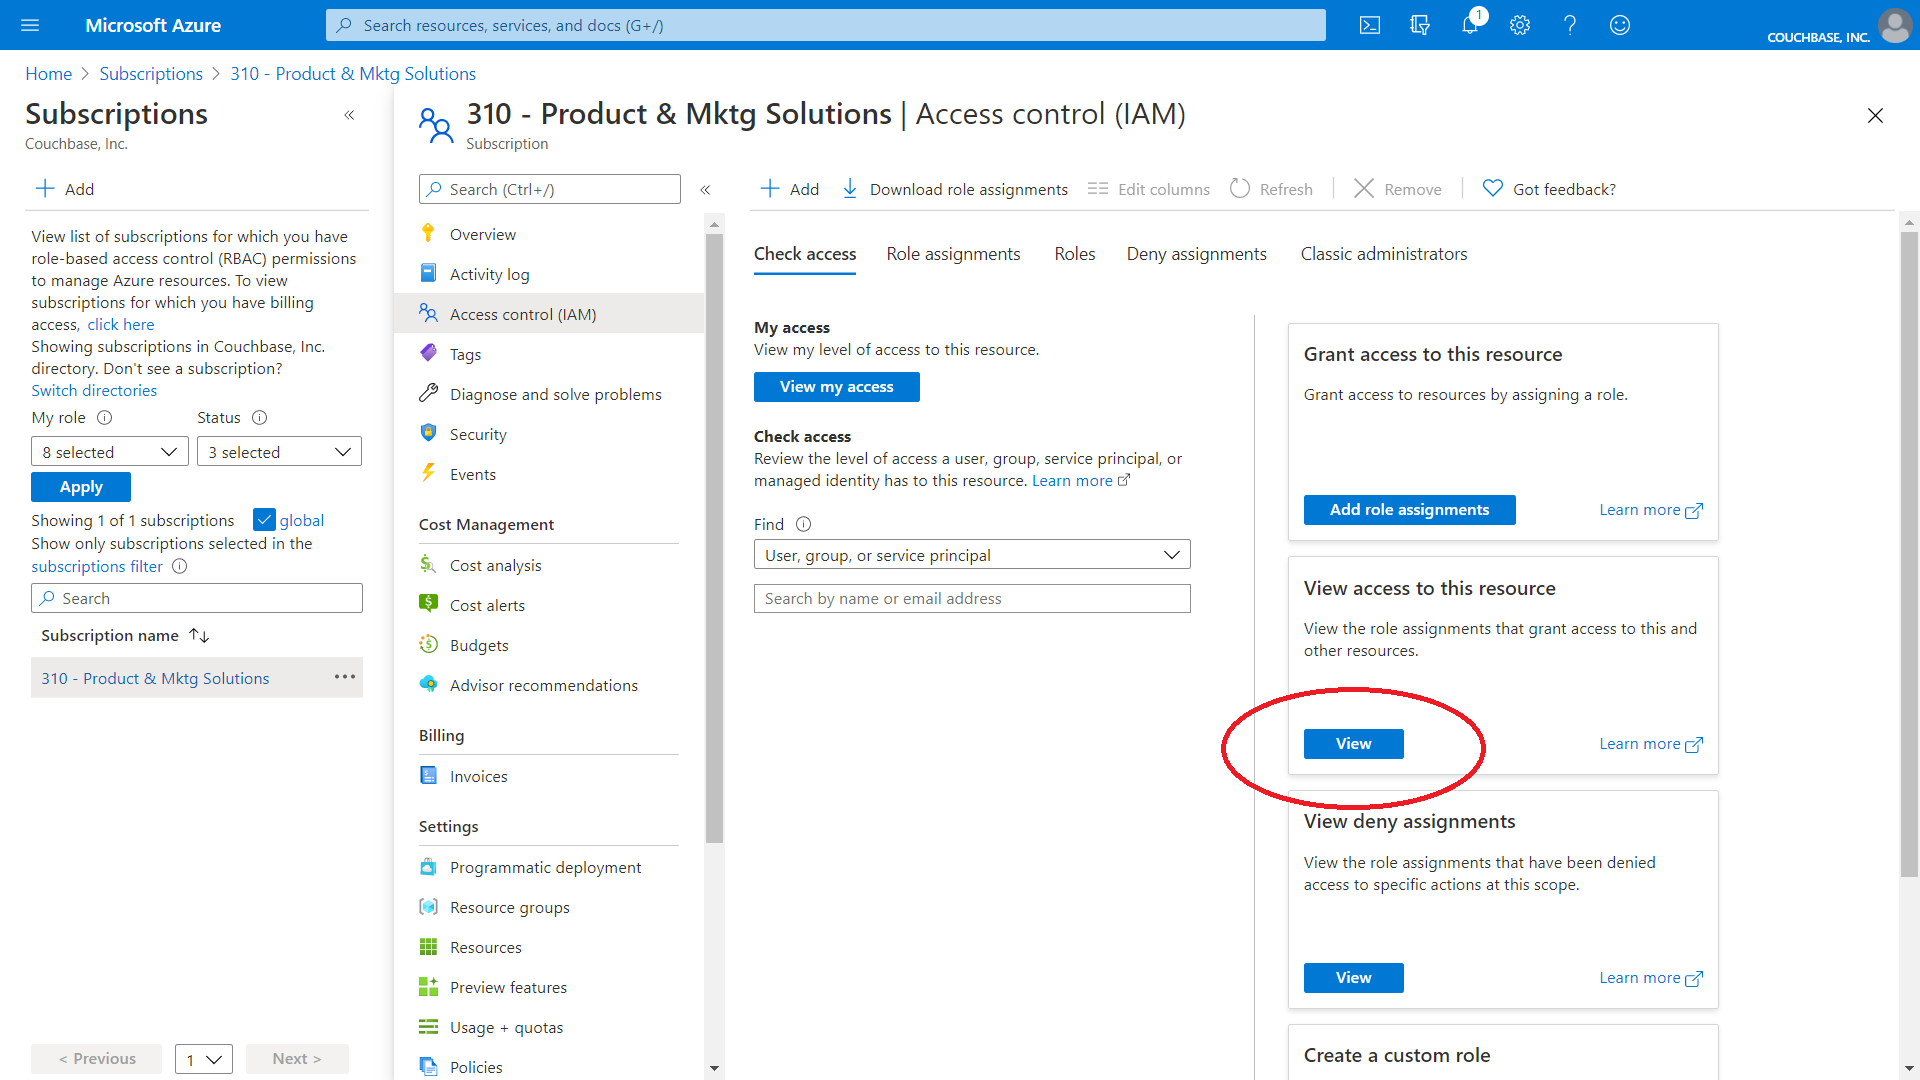 Microsoft Azure
Search resources, services, and docs (G+/)
1
COUCHBASE, INC.
Home > Subscriptions > 310 - Product & Mktg Solutions
Subscriptions
«
Couchbase, Inc.
Add
View list of subscriptions for which you have
role-based access control (RBAC) permissions
to manage Azure resources. To view
subscriptions for which you have billing
access, click here
Showing subscriptions in Couchbase, Inc.
directory. Don't see a subscription?
Switch directories
My role
Status
8 selected
3 selected
Apply
Showing 1 of 1 subscriptions
global
Show only subscriptions selected in the
subscriptions filter
Search
Subscription name
310 - Product & Mktg Solutions
< Previous
1
Next >
310 - Product & Mktg Solutions | Access control (IAM)
Subscription
Search (Ctrl+/)
«
Overview
Activity log
Access control (IAM)
Tags
Diagnose and solve problems
Security
Events
Cost Management
Cost analysis
Cost alerts
Budgets
Advisor recommendations
Billing
Invoices
Settings
Programmatic deployment
Resource groups
Resources
Preview features
Usage + quotas
Policies
Add
Download role assignments
Edit columns
Refresh
Remove
Got feedback?
Check access
Role assignments
Roles
Deny assignments
Classic administrators
My access
View my level of access to this resource.
View my access
Check access
Review the level of access a user, group, service principal, or
managed identity has to this resource. Learn more
Find
User, group, or service principal
Search by name or email address
Grant access to this resource
Grant access to resources by assigning a role.
Add role assignments
Learn more
View access to this resource
View the role assignments that grant access to this and
other resources.
View
Learn more
View deny assignments
View the role assignments that have been denied
access to specific actions at this scope.
View
Learn more
Create a custom role